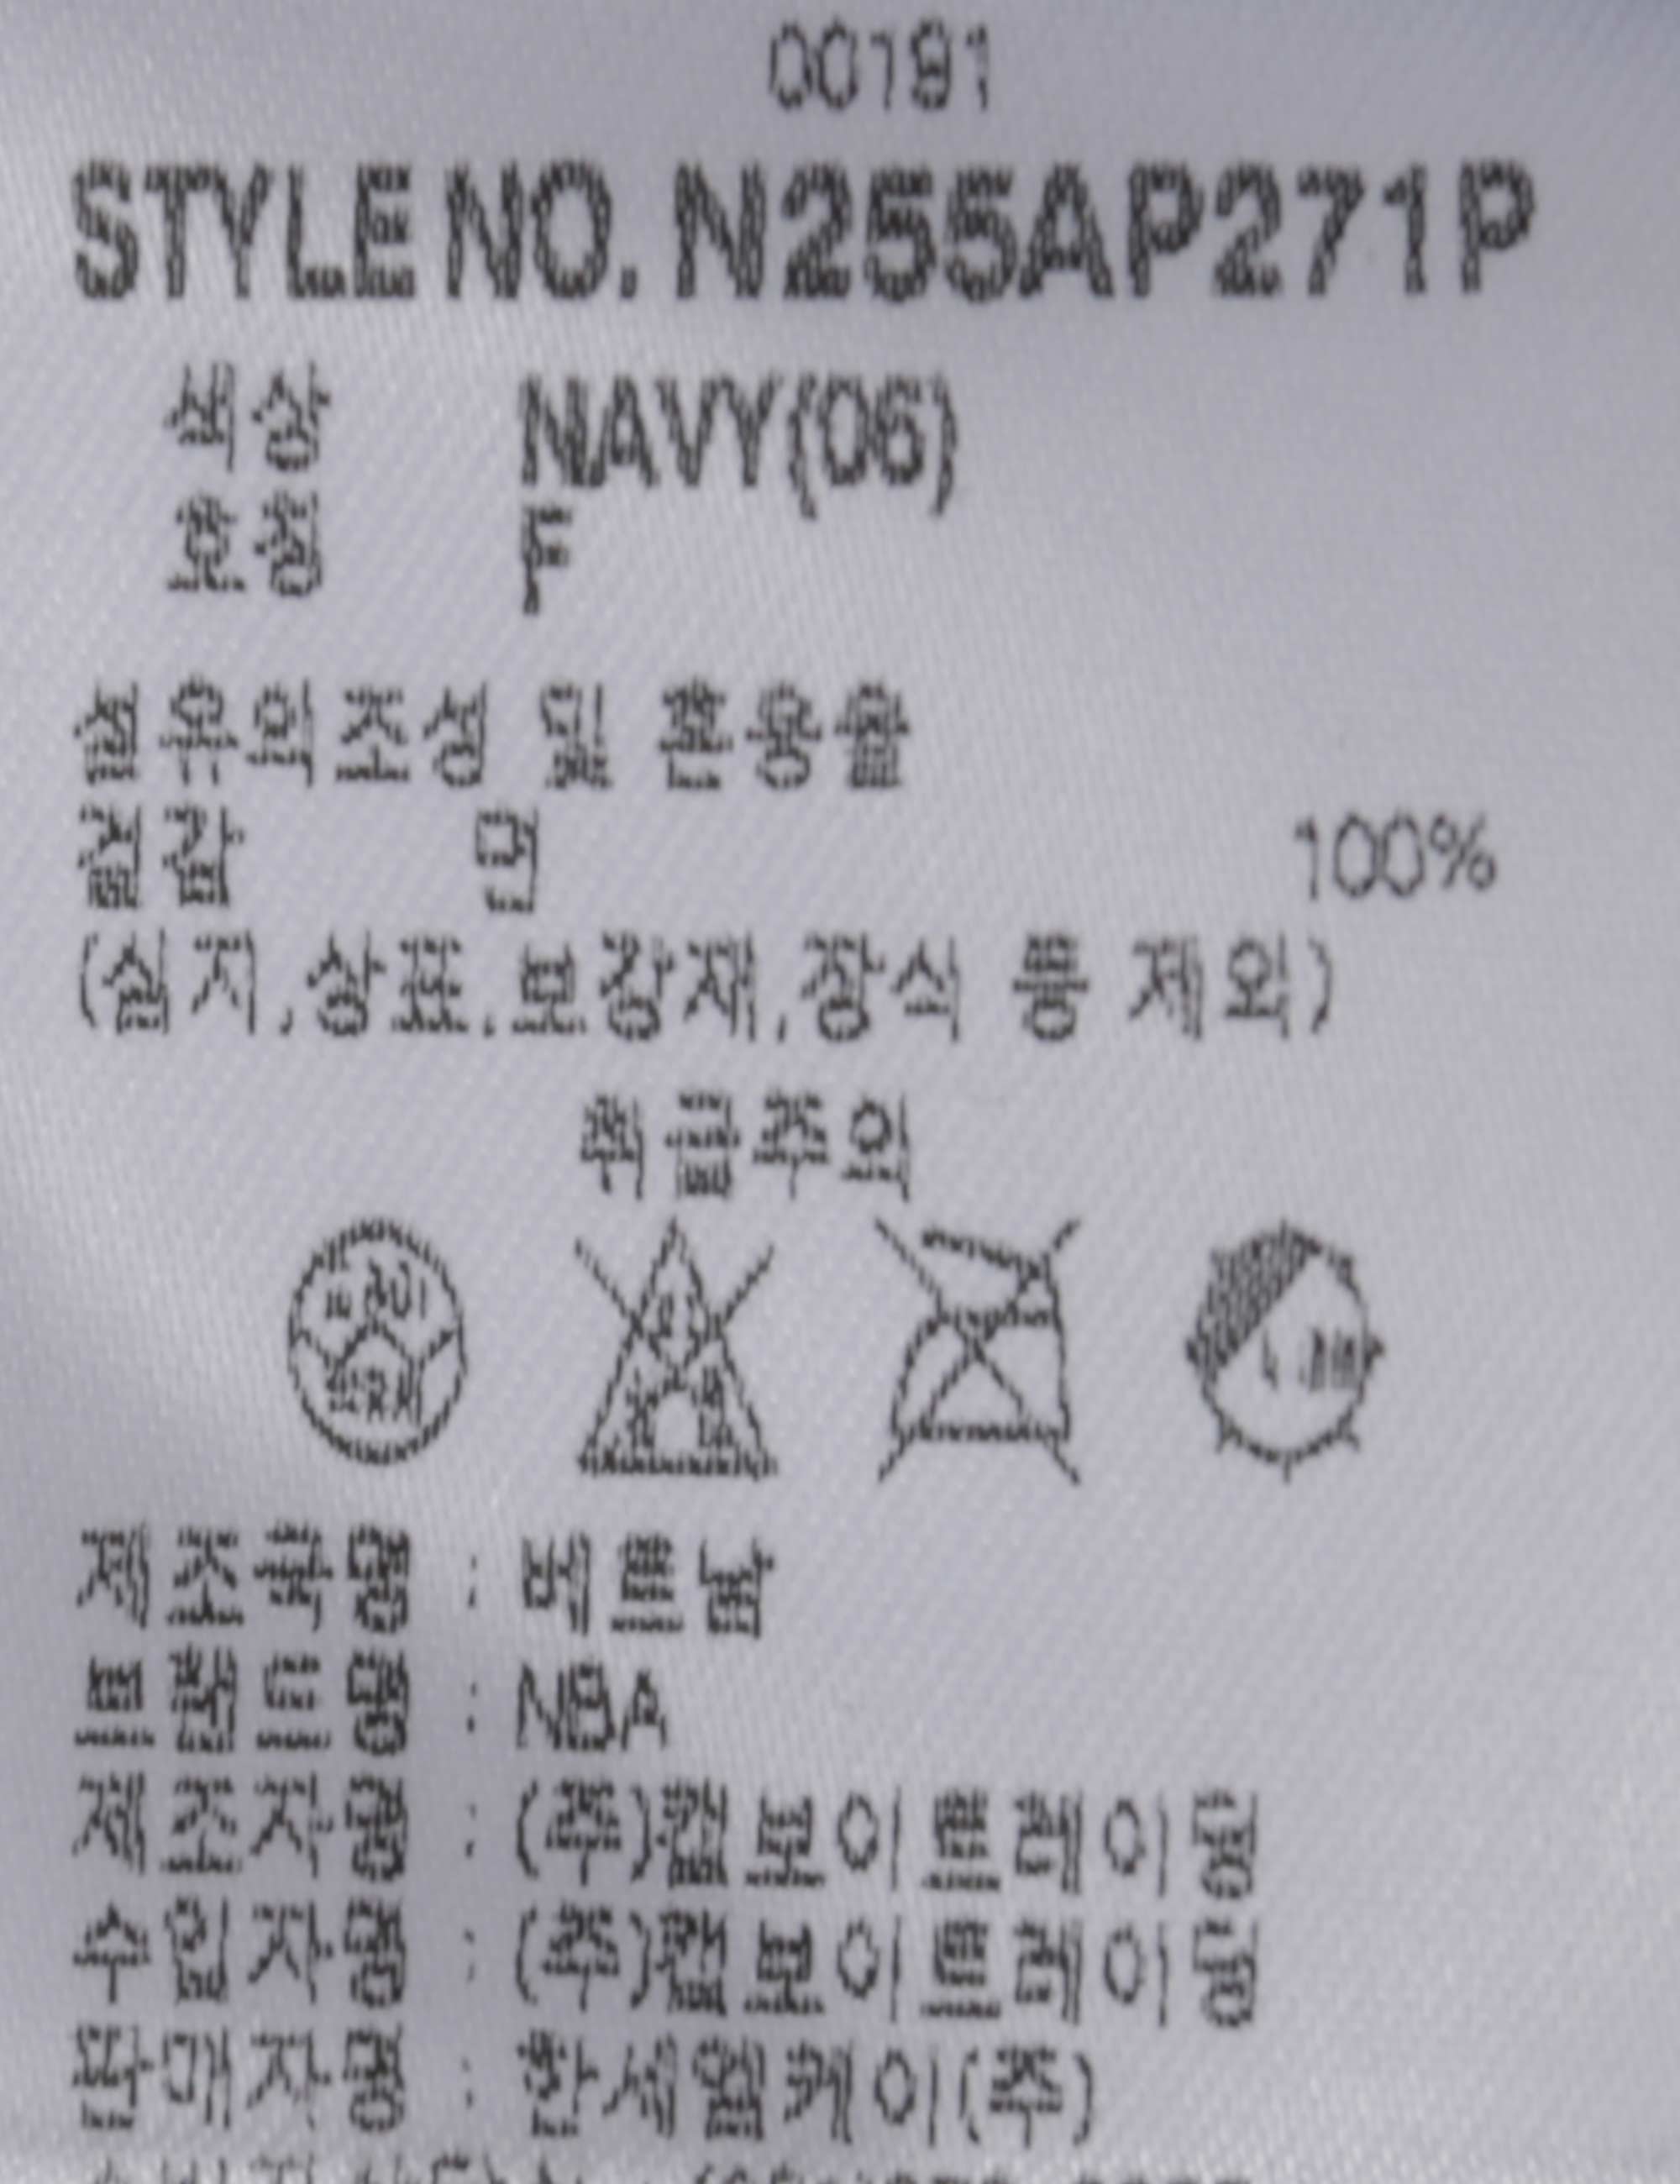 00191
STYLE NO. N255AP271P
색상 NAVY(06)
호칭 F
섬유의조성 및 혼용율
겉감 면 100%
(심지,상표,보강재,장식 등 제외)
취급주의
제조국명 : 베트남
브랜드명 : NBA
제조자명 : (주)캡보이트레이딩
수입자명 : (주)캡보이트레이딩
판매자명 : 한세엠케이(주)